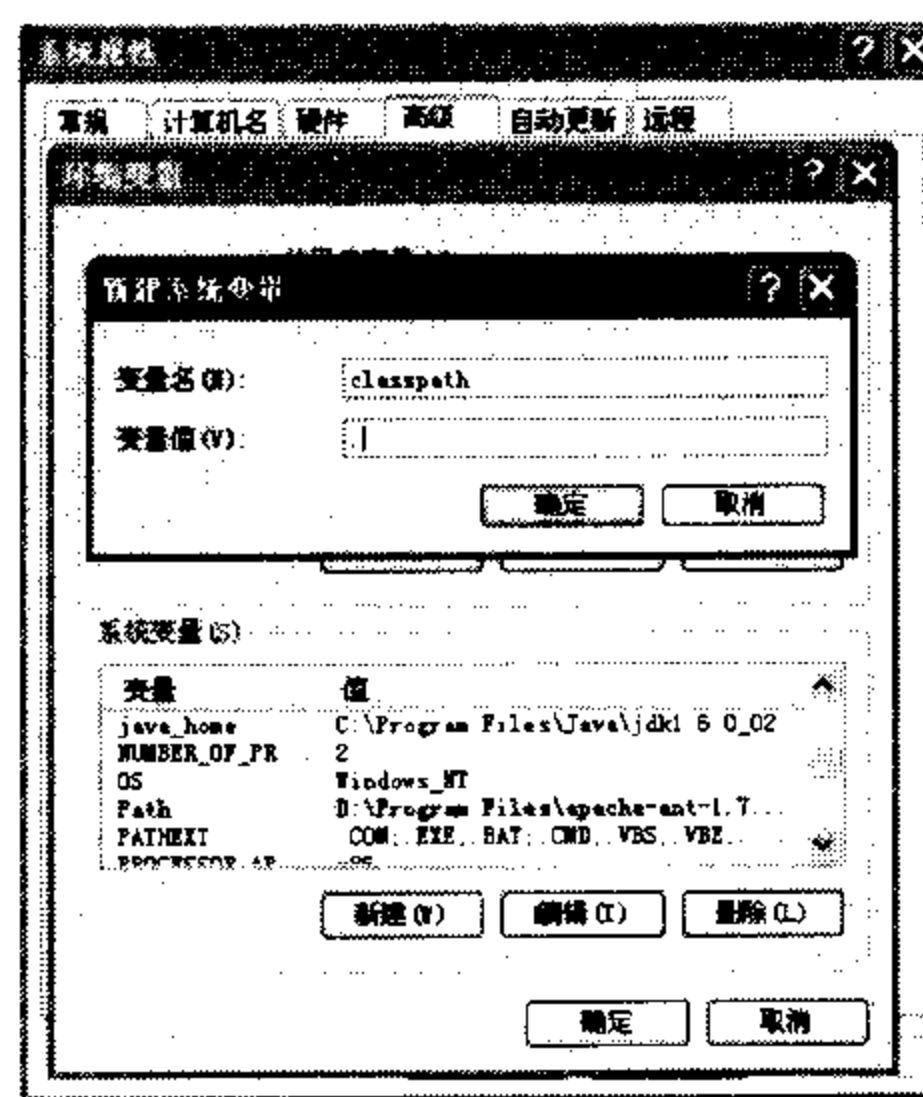 系统属性
常规 计算机名 硬件 高级 自动更新 远程
环境变量
新建系统变量
变量名(N): classpath
变量值(V): .
确定 取消
系统变量(S)
变量 值
java_home C:\Program Files\Java\jdk1 6 0_02
NUMBER_OF_PR 2
OS Windows_NT
Path D:\Program Files\apache-ant-1.7...
PATHEXT .COM;.EXE;.BAT;.CMD;.VBS;.VBE;...
新建(W) 编辑(I) 删除(L)
确定 取消